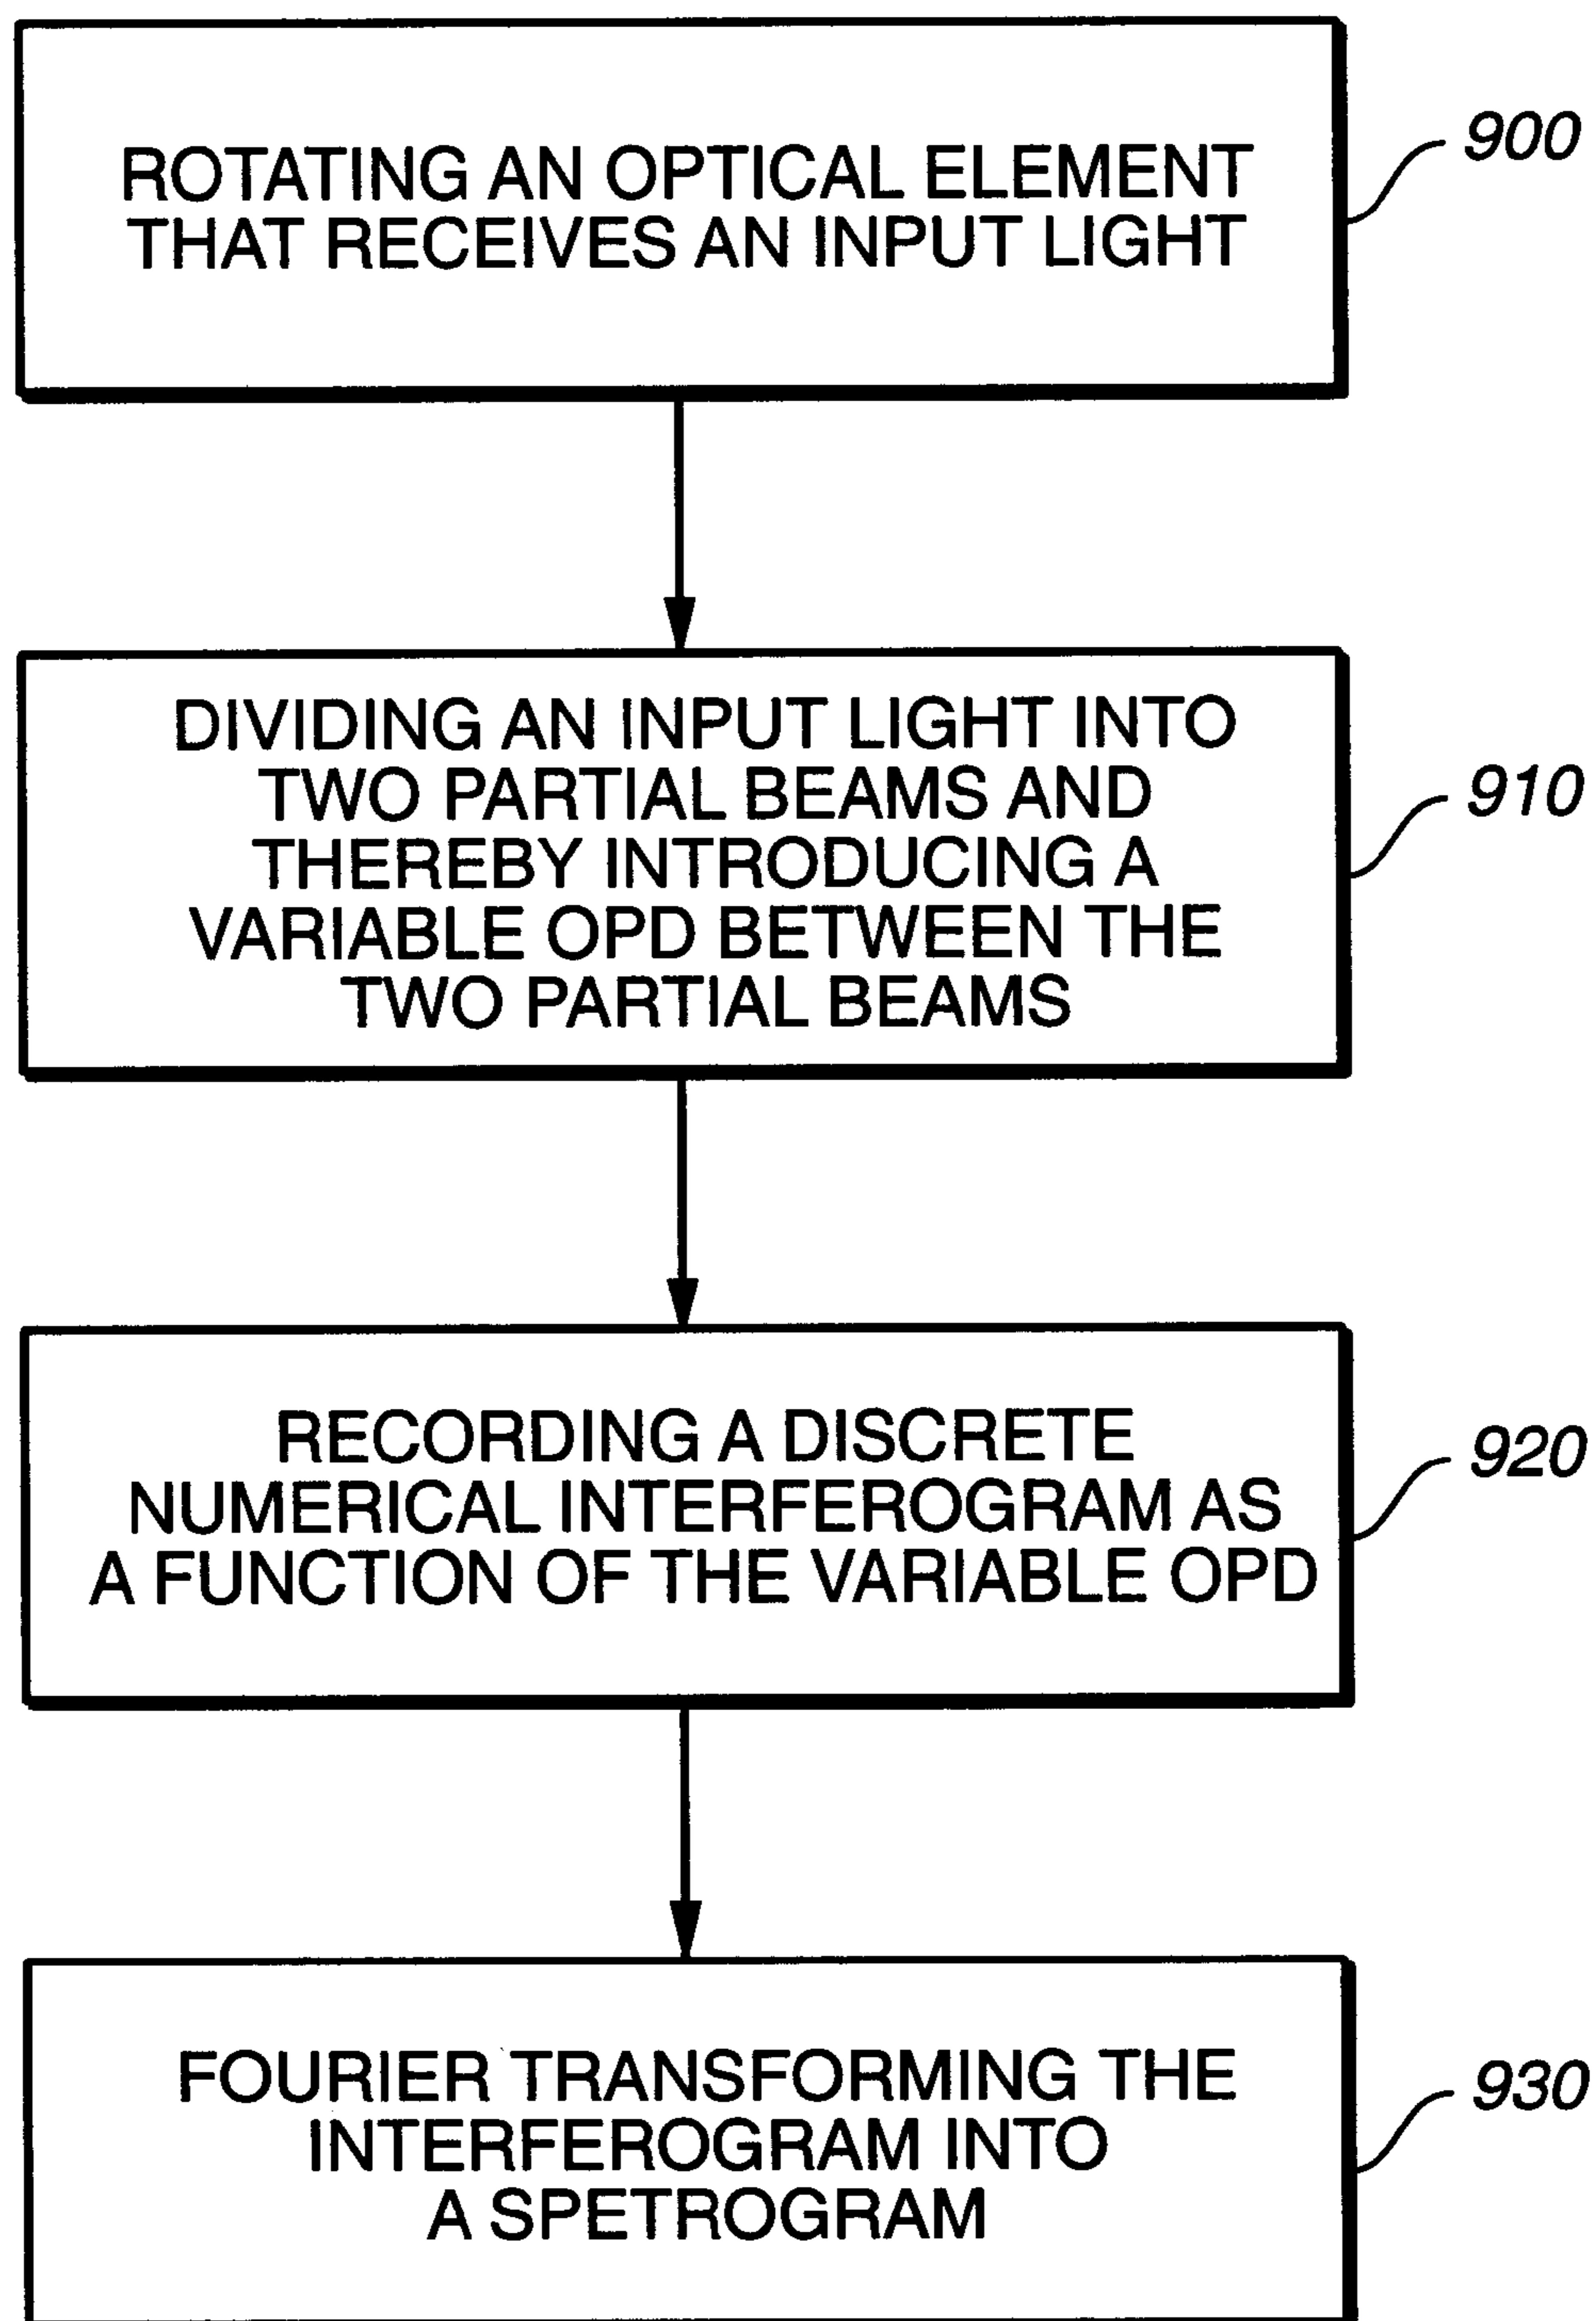 ROTATING AN OPTICAL ELEMENT
THAT RECEIVES AN INPUT LIGHT
900
DIVIDING AN INPUT LIGHT INTO
TWO PARTIAL BEAMS AND
THEREBY INTRODUCING A
VARIABLE OPD BETWEEN THE
TWO PARTIAL BEAMS
910
RECORDING A DISCRETE
NUMERICAL INTERFEROGRAM AS
A FUNCTION OF THE VARIABLE OPD
920
FOURIER TRANSFORMING THE
INTERFEROGRAM INTO
A SPETROGRAM
930